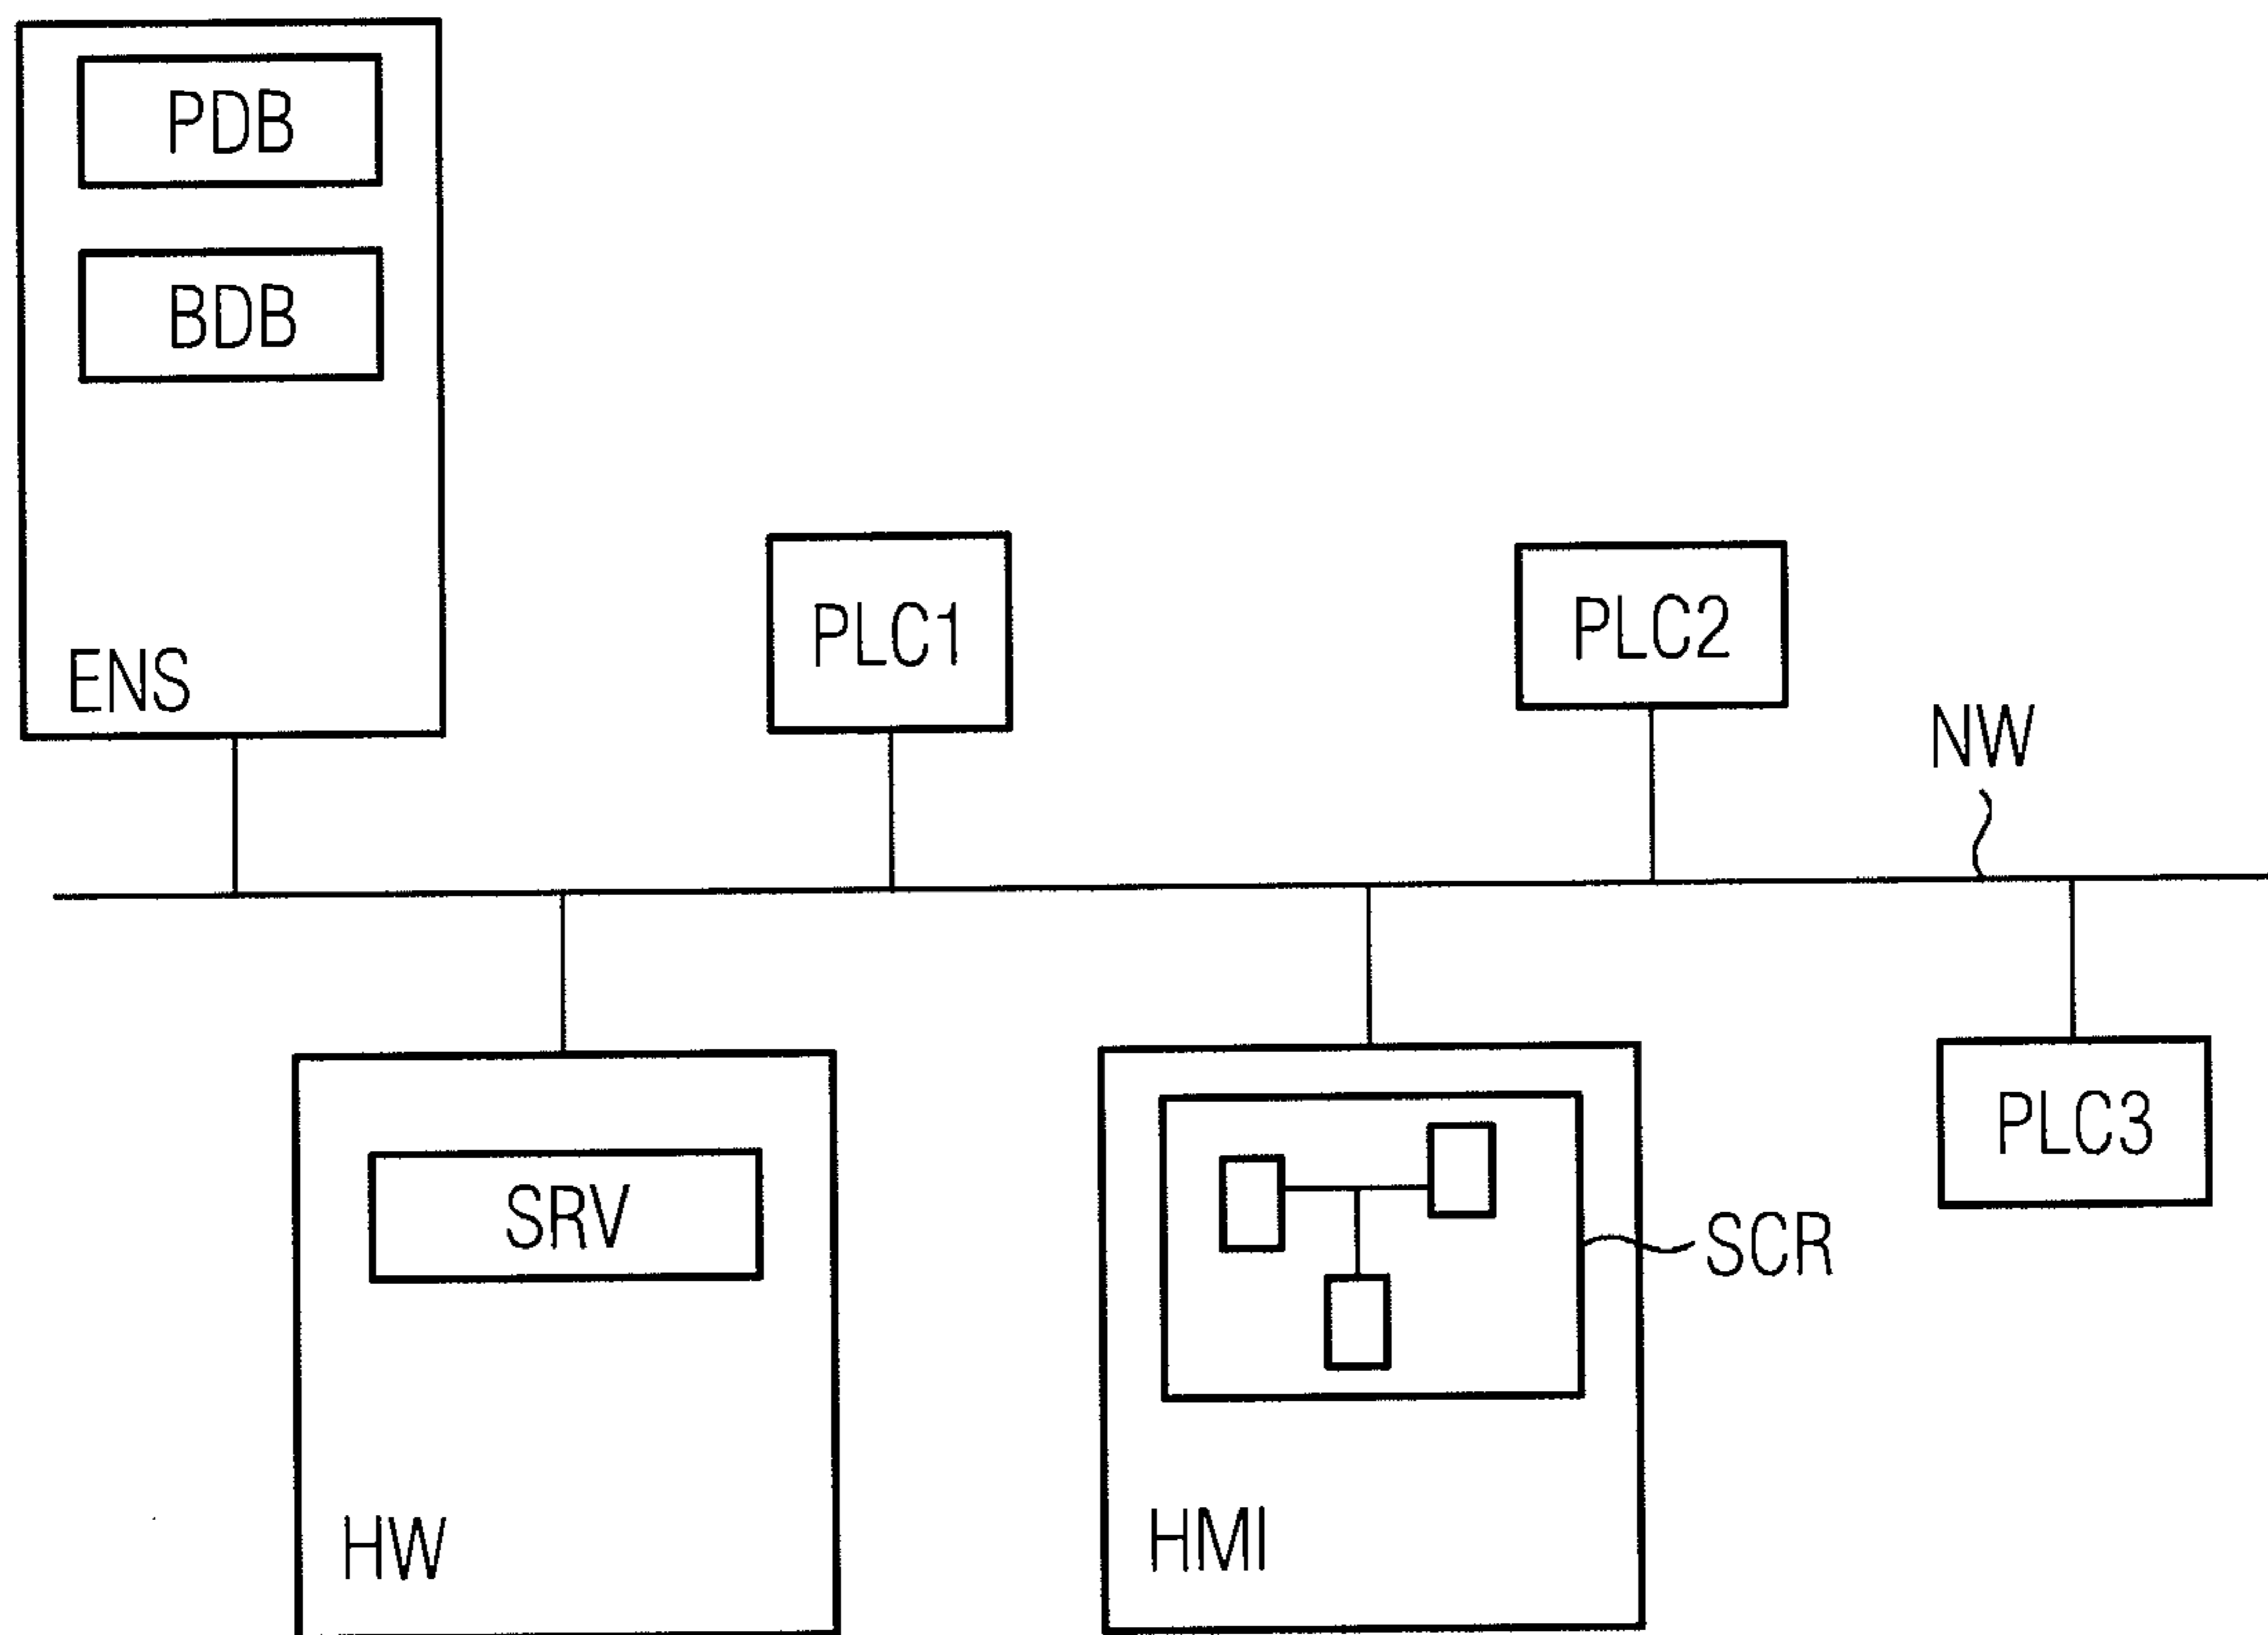 PDB
BDB
ENS
PLC1
PLC2
NW
SRV
HW
SCR
HMI
PLC3